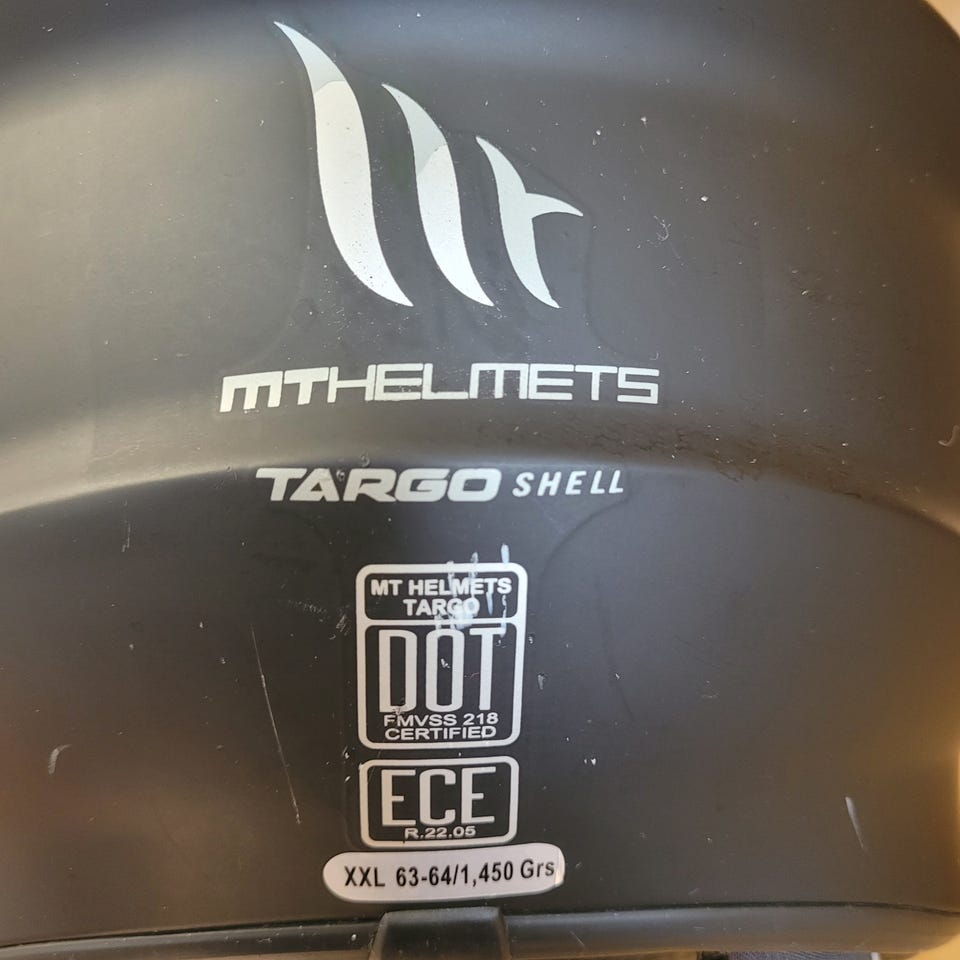 MTHELMETS
TARGO SHELL
MT HELMETS
TARGO
DOT
FMVSS 218
CERTIFIED
ECE
R.22.05
XXL 63-64/1,450 Grs